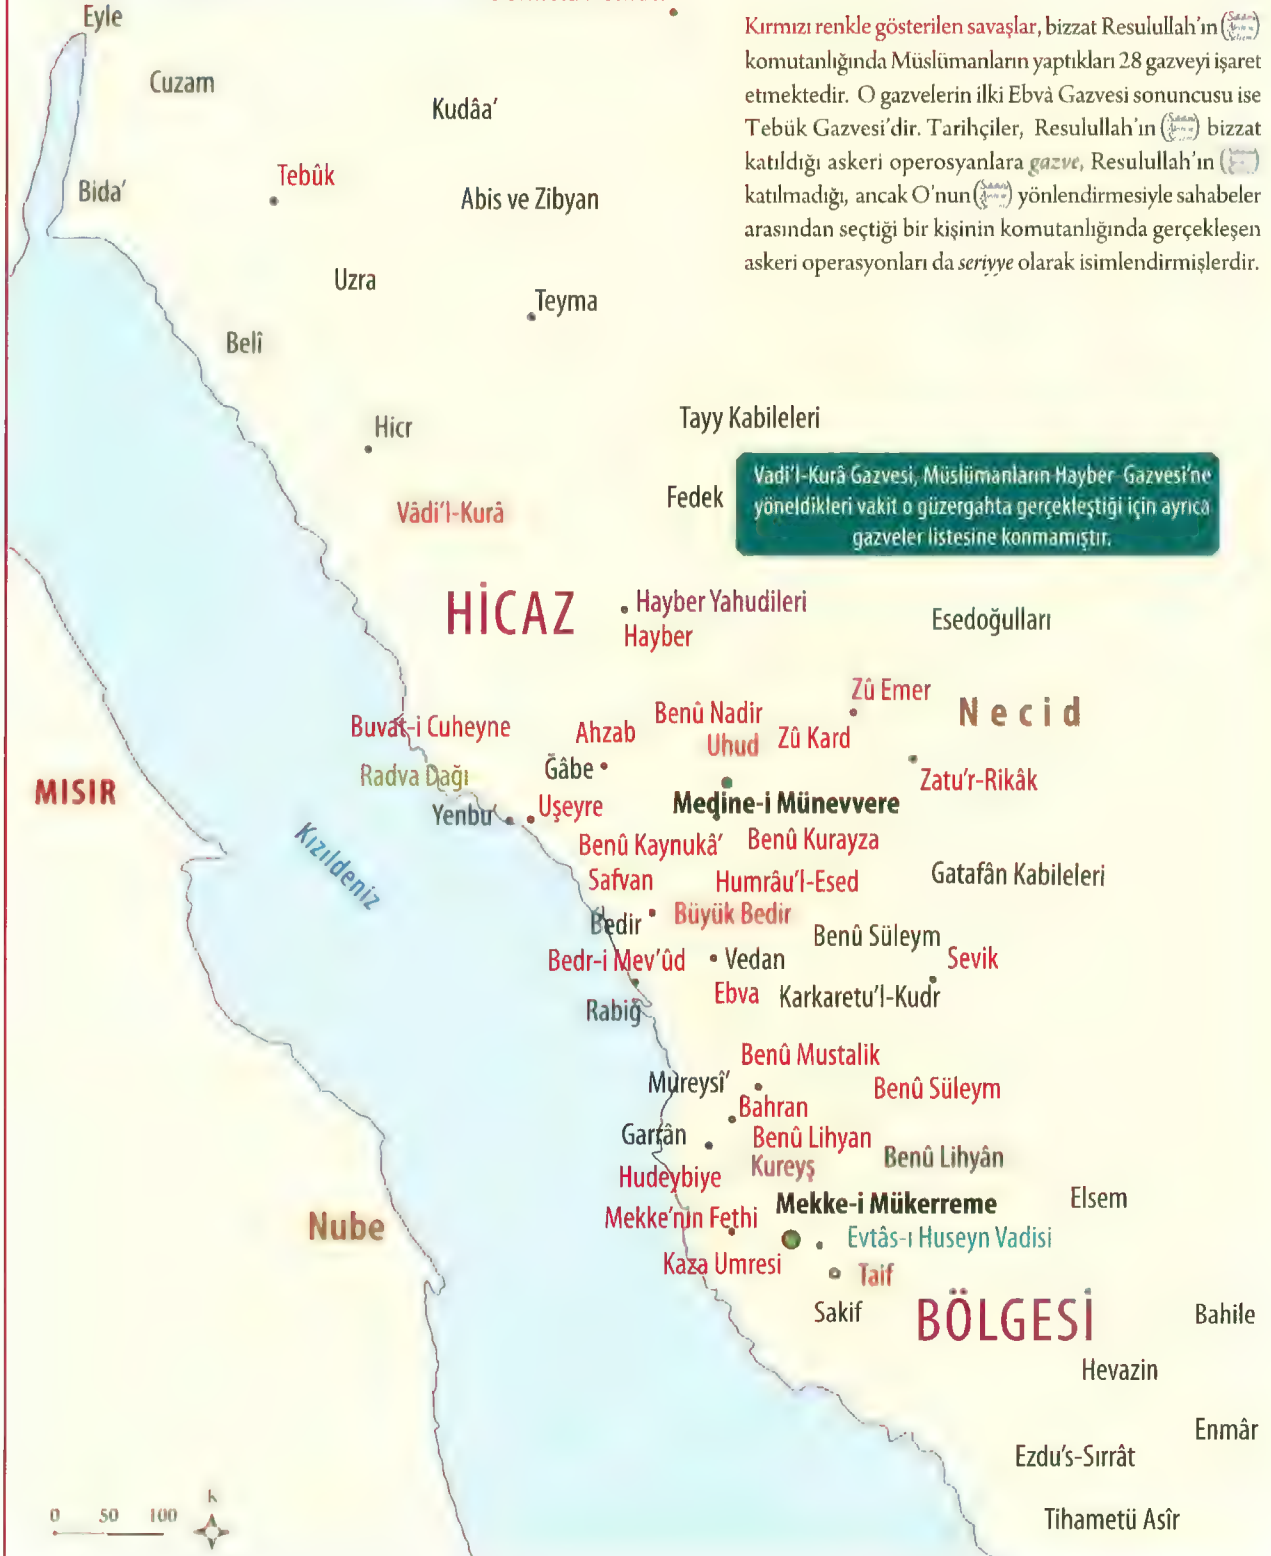 Eyle
Kırmızı renkle gösterilen savaşlar, bizzat Resulullah'ın
komutanlığında Müslümanların yaptıkları 28 gazveyi işaret
etmektedir. O gazvelerin ilki Ebvâ Gazvesi sonuncusu ise
Tebük Gazvesi'dir. Tarihçiler, Resulullah'ın bizzat
katıldığı askeri operosyanlara gazve, Resulullah'ın
katılmadığı, ancak O'nun yönlendirmesiyle sahabeler
arasından seçtiği bir kişinin komutanlığında gerçekleşen
askeri operasyonları da seriyye olarak isimlendirmişlerdir.
Cuzam
Kudâa'
Tebûk
Bida'
Abis ve Zibyan
Uzra
Teyma
Belî
Hicr
Tayy Kabileleri
Fedek
Vadi'l-Kurâ Gazvesi, Müslümanların Hayber Gazvesi'ne
yöneldikleri vakit o güzergahta gerçekleştiği için ayrıca
gazveler listesine konmamıştır.
Vâdi'l-Kurâ
HİCAZ
Hayber Yahudileri
Hayber
Esedoğulları
Zû Emer
Necid
Benû Nadir
Buvat-i Cuheyne
Ahzab
Uhud
Zû Kard
Radva Dağı
Ğâbe
Zatu'r-Rikâk
MISIR
Medine-i Münevvere
Yenbu'
Uşeyre
Kızıldeniz
Benû Kaynukâ'
Benû Kurayza
Safvan
Humrâu'l-Esed
Gatafân Kabileleri
Bedir
Büyük Bedir
Benû Süleym
Bedr-i Mev'ûd
Vedan
Sevik
Ebva
Karkaretu'l-Kudr
Rabiğ
Benû Mustalik
Mureysî'
Benû Süleym
Bahran
Garrân
Benû Lihyan
Kureyş
Benû Lihyân
Hudeybiye
Mekke-i Mükerreme
Elsem
Mekke'nin Fethi
Nube
Evtâs-ı Huseyn Vadisi
Kaza Umresi
Taif
Sakif
BÖLGESİ
Bahile
Hevazin
Enmâr
Ezdu's-Sırrât
0 50 100
k
Tihametü Asîr